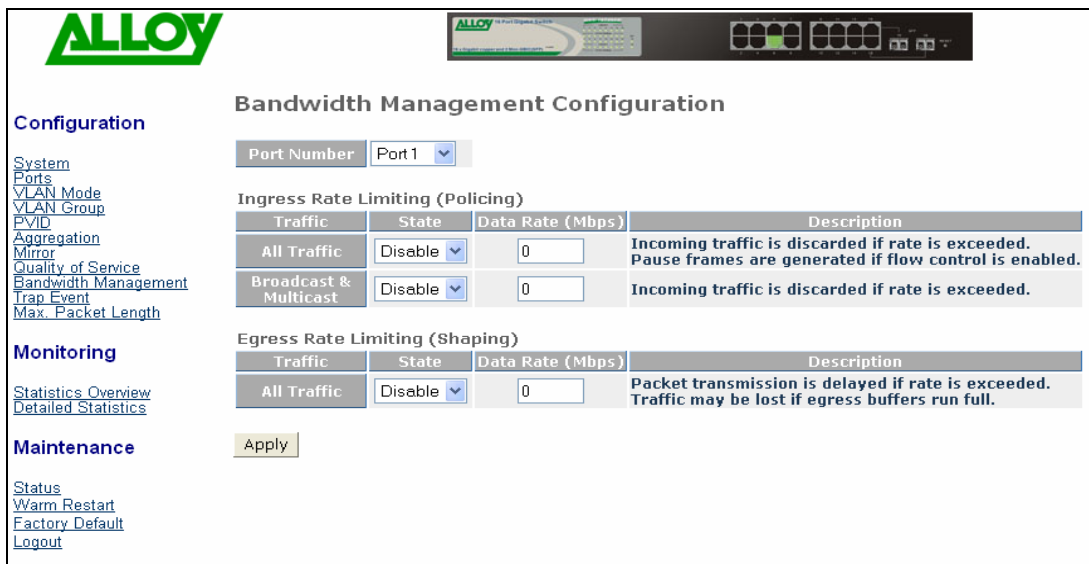 ALLOY
ALLOY 16 Port Gigabit Switch
Configuration
System
Ports
VLAN Mode
VLAN Group
PVID
Aggregation
Mirror
Quality of Service
Bandwidth Management
Trap Event
Max. Packet Length
Monitoring
Statistics Overview
Detailed Statistics
Maintenance
Status
Warm Restart
Factory Default
Logout
Bandwidth Management Configuration
Port Number Port 1
Ingress Rate Limiting (Policing)
Traffic State Data Rate (Mbps) Description
All Traffic Disable 0 Incoming traffic is discarded if rate is exceeded.
Pause frames are generated if flow control is enabled.
Broadcast &
Multicast Disable 0 Incoming traffic is discarded if rate is exceeded.
Egress Rate Limiting (Shaping)
Traffic State Data Rate (Mbps) Description
All Traffic Disable 0 Packet transmission is delayed if rate is exceeded.
Traffic may be lost if egress buffers run full.
Apply